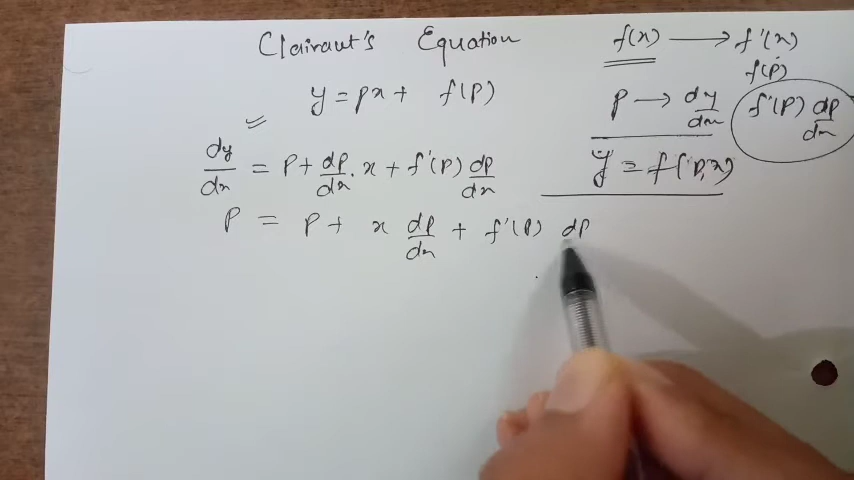 Clairaut's Equation
y = px + f(P)
dy/dx = P + dP/dx . x + f'(P) dP/dx
P = P + x dP/dx + f'(P) dP
f(x) → f'(x)
f(P)
P → dy/dx
f'(P) dP/dx
y = f(P, x)